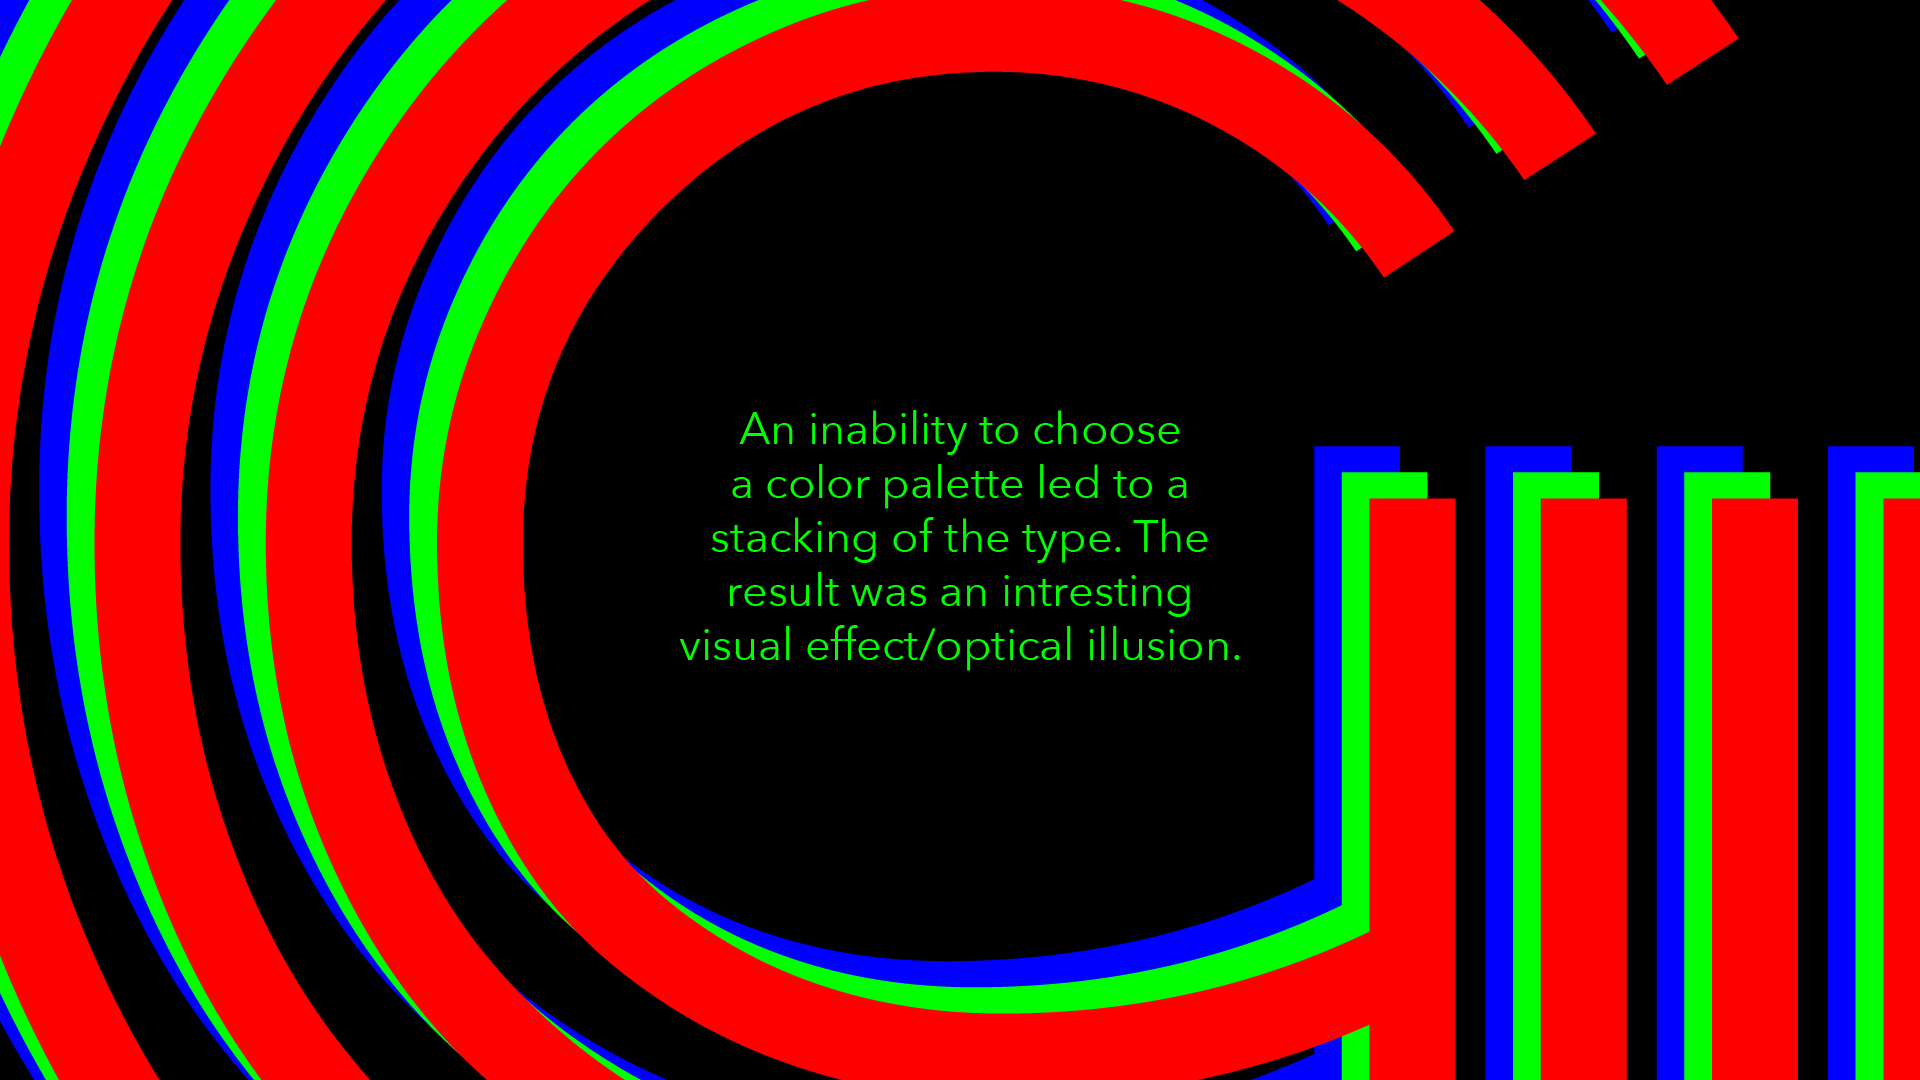 An inability to choose
a color palette led to a
stacking of the type. The
result was an intresting
visual effect/optical illusion.